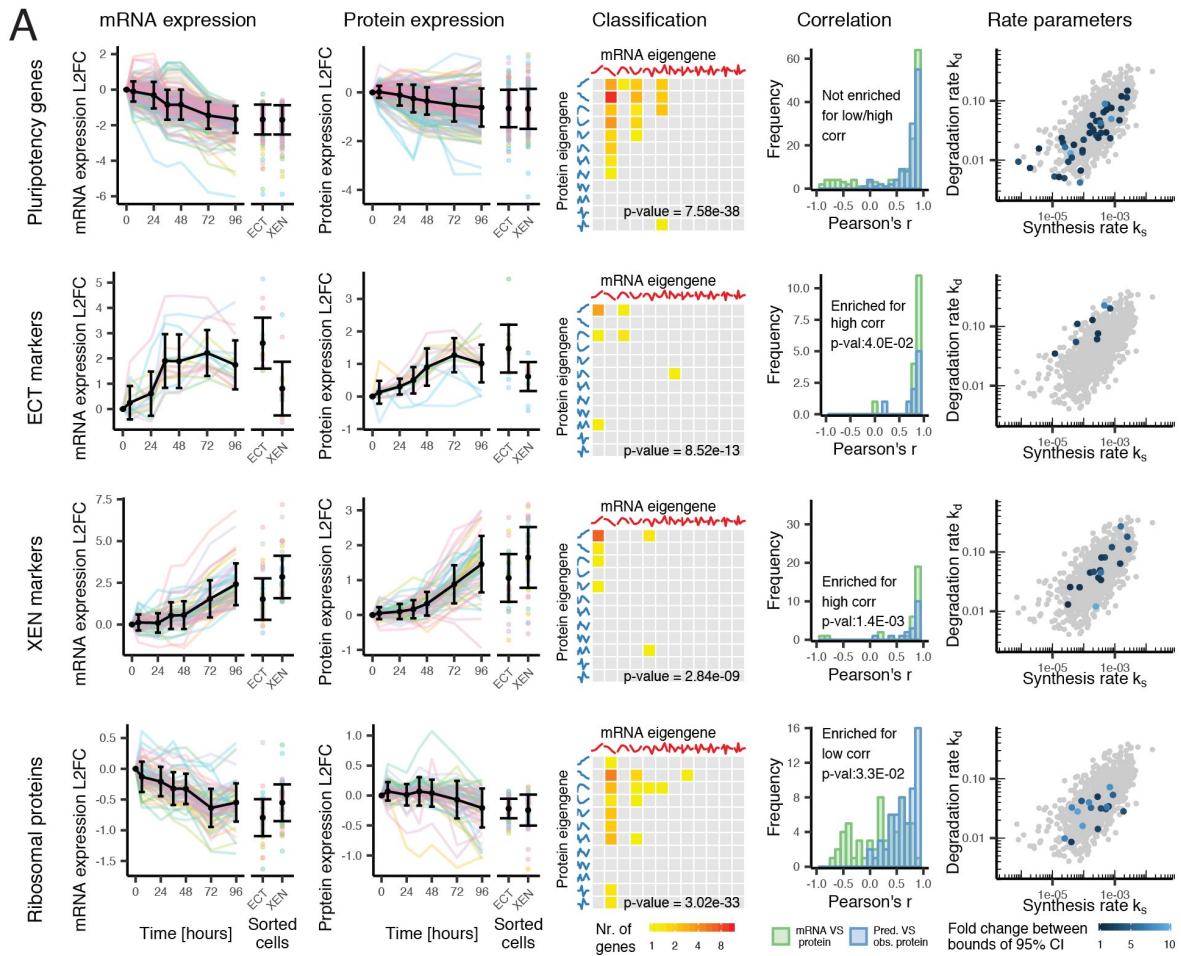 A
mRNA expression
Protein expression
Classification
Correlation
Rate parameters
Pluripotency genes
mRNA expression L2FC
2
0
-2
-4
-6
0 24 48 72 96
ECT
XEN
Protein expression L2FC
0
-2
-4
0 24 48 72 96
ECT
XEN
mRNA eigengene
Protein eigengene
p-value = 7.58e-38
Frequency
60
40
20
0
Not enriched
for low/high
corr
-1.0 0.0 0.5 1.0
Pearson's r
Degradation rate kd
0.10
0.01
1e-05 1e-03
Synthesis rate kS
ECT markers
mRNA expression L2FC
5
4
3
2
1
0
0 24 48 72 96
ECT
XEN
Protein expression L2FC
3
2
1
0
-1
0 24 48 72 96
ECT
XEN
mRNA eigengene
Protein eigengene
p-value = 8.52e-13
Frequency
10.0
7.5
5.0
2.5
0.0
Enriched for
high corr
p-val:4.0E-02
-1.0 0.0 0.5 1.0
Pearson's r
Degradation rate kd
0.10
0.01
1e-05 1e-03
Synthesis rate kS
XEN markers
mRNA expression L2FC
7.5
5.0
2.5
0.0
0 24 48 72 96
ECT
XEN
Protein expression L2FC
3
2
1
0
-1
0 24 48 72 96
ECT
XEN
mRNA eigengene
Protein eigengene
p-value = 2.84e-09
Frequency
30
20
10
0
Enriched for
high corr
p-val:1.4E-03
-1.0 0.0 0.5 1.0
Pearson's r
Degradation rate kd
0.10
0.01
1e-05 1e-03
Synthesis rate kS
Ribosomal proteins
mRNA expression L2FC
0.5
0.0
-0.5
-1.0
-1.5
0 24 48 72 96
ECT
XEN
Time [hours]
Sorted
cells
Prptein expression L2FC
1.0
0.5
0.0
-0.5
-1.0
0 24 48 72 96
ECT
XEN
Time [hours]
Sorted
cells
mRNA eigengene
Protein eigengene
p-value = 3.02e-33
Nr. of
genes
1 2 4 8
Frequency
16
12
8
4
0
Enriched for
low corr
p-val:3.3E-02
-1.0 0.0 0.5 1.0
Pearson's r
mRNA VS
protein
Pred. VS
obs. protein
Degradation rate kd
0.10
0.01
1e-05 1e-03
Synthesis rate kS
Fold change between
bounds of 95% CI
1 5 10